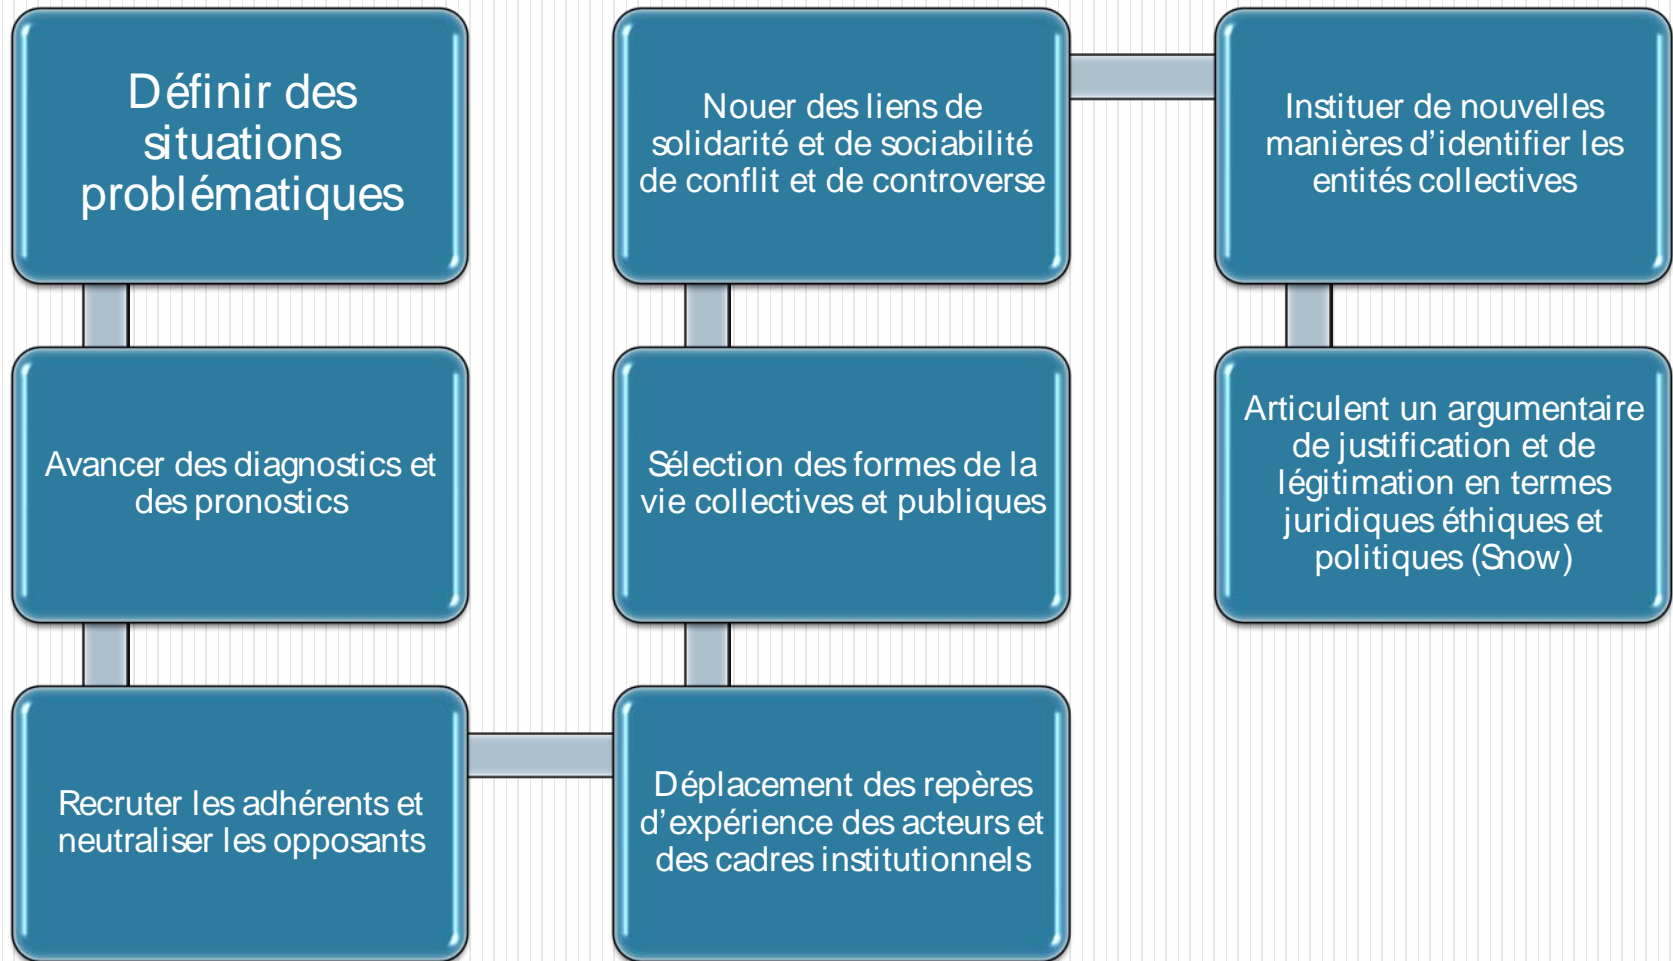 Définir des
situations
problématiques
Avancer des diagnostics et
des pronostics
Recruter les adhérents et
neutraliser les opposants
Déplacement des repères
d'expérience des acteurs et
des cadres institutionnels
Sélection des formes de la
vie collectives et publiques
Nouer des liens de
solidarité et de sociabilité
de conflit et de controverse
Instituer de nouvelles
manières d'identifier les
entités collectives
Articulent un argumentaire
de justification et de
légitimation en termes
juridiques éthiques et
politiques (Snow)